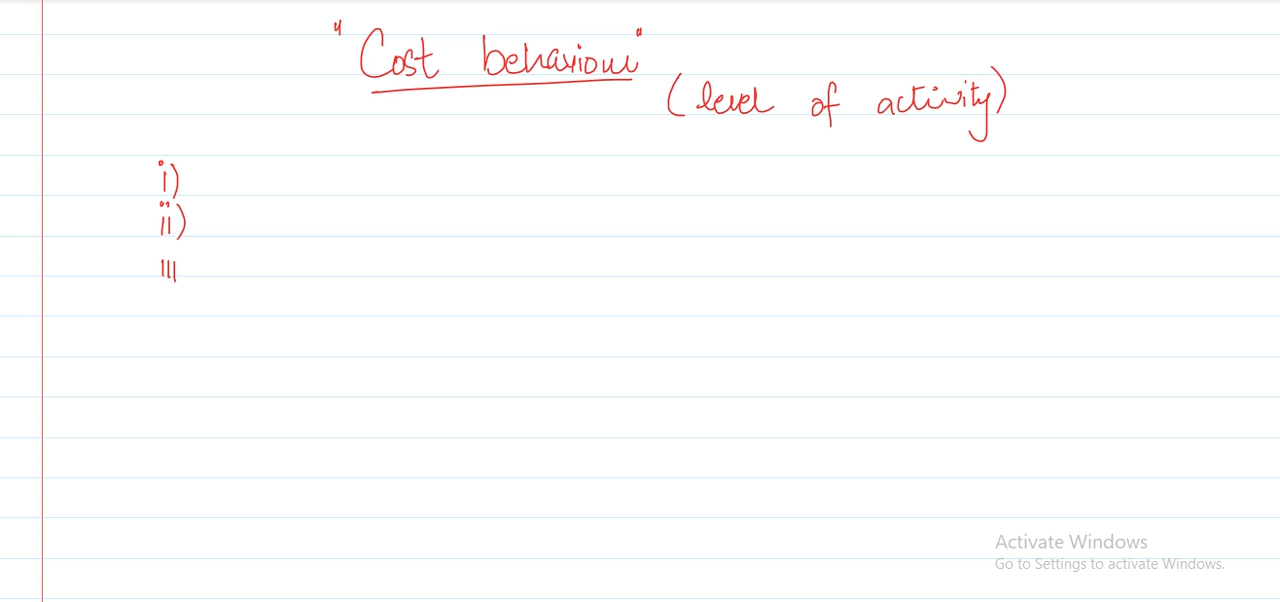 "Cost behaviour"
(level of activity)
i)
ii)
iii
Activate Windows
Go to Settings to activate Windows.